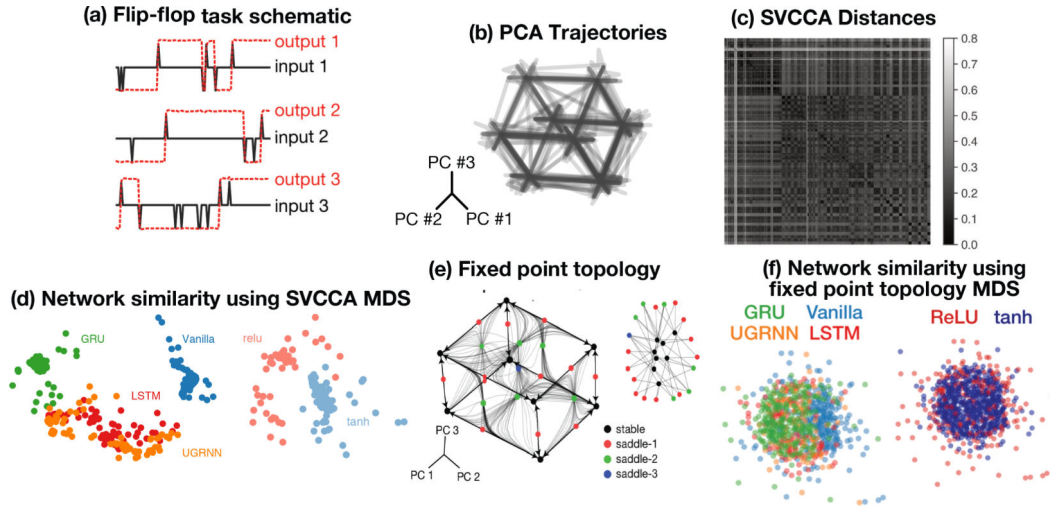 (a) Flip-flop task schematic
output 1
input 1
output 2
input 2
output 3
input 3
(b) PCA Trajectories
PC #3
PC #2
PC #1
(c) SVCCA Distances
0.8
0.7
0.6
0.5
0.4
0.3
0.2
0.1
0.0
(d) Network similarity using SVCCA MDS
GRU
Vanilla
LSTM
UGRNN
relu
tanh
(e) Fixed point topology
PC 3
PC 1
PC 2
stable
saddle-1
saddle-2
saddle-3
(f) Network similarity using
fixed point topology MDS
GRU Vanilla
UGRNN LSTM
ReLU tanh